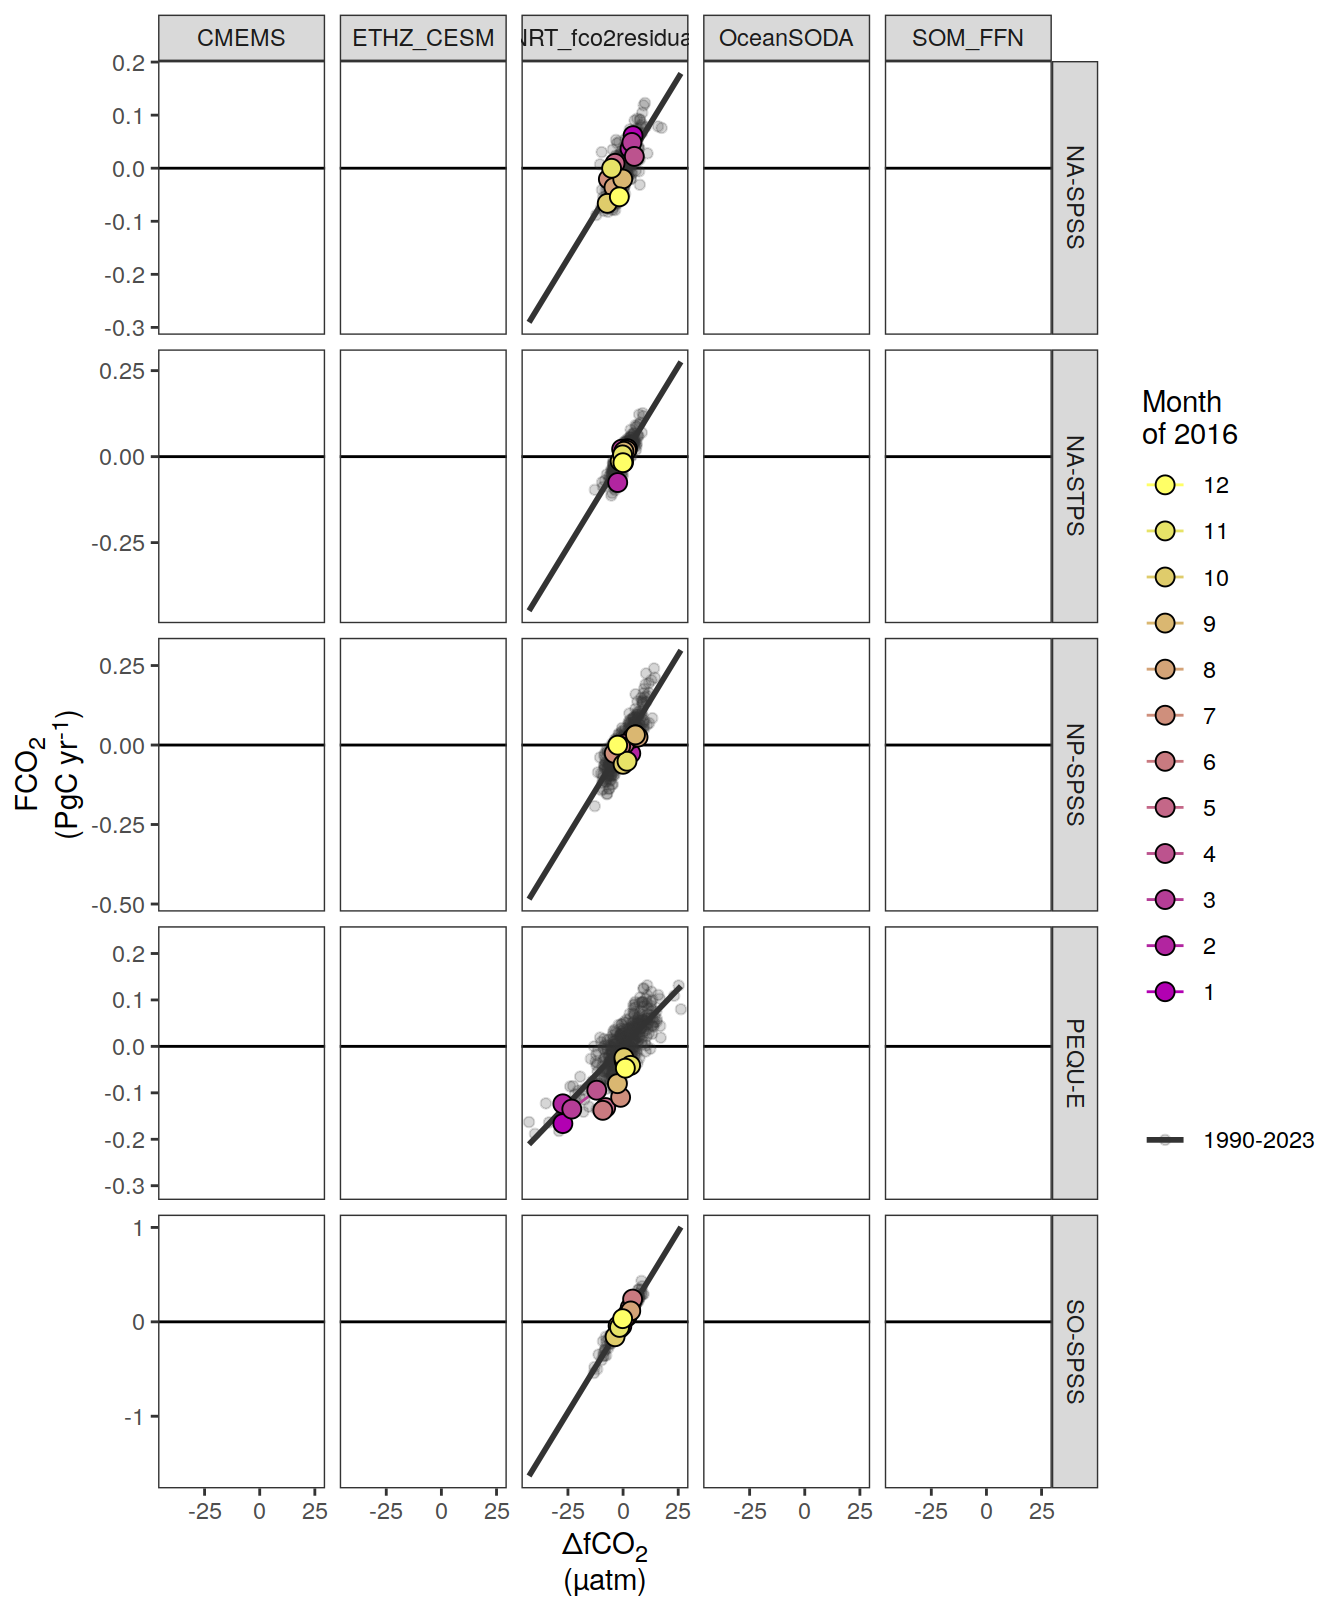 CMEMS ETHZ_CESM NRT_fco2residua OceanSODA SOM_FFN
0.2
0.1
0.0
-0.1
-0.2
-0.3
NA-SPSS
0.25
0.00
-0.25
NA-STPS
0.25
0.00
-0.25
-0.50
NP-SPSS
0.2
0.1
0.0
-0.1
-0.2
-0.3
PEQU-E
1
0
-1
SO-SPSS
-25 0 25 -25 0 25 -25 0 25 -25 0 25 -25 0 25
FCO₂
(PgC yr⁻¹)
ΔfCO₂
(µatm)
Month
of 2016
12
11
10
9
8
7
6
5
4
3
2
1
1990-2023